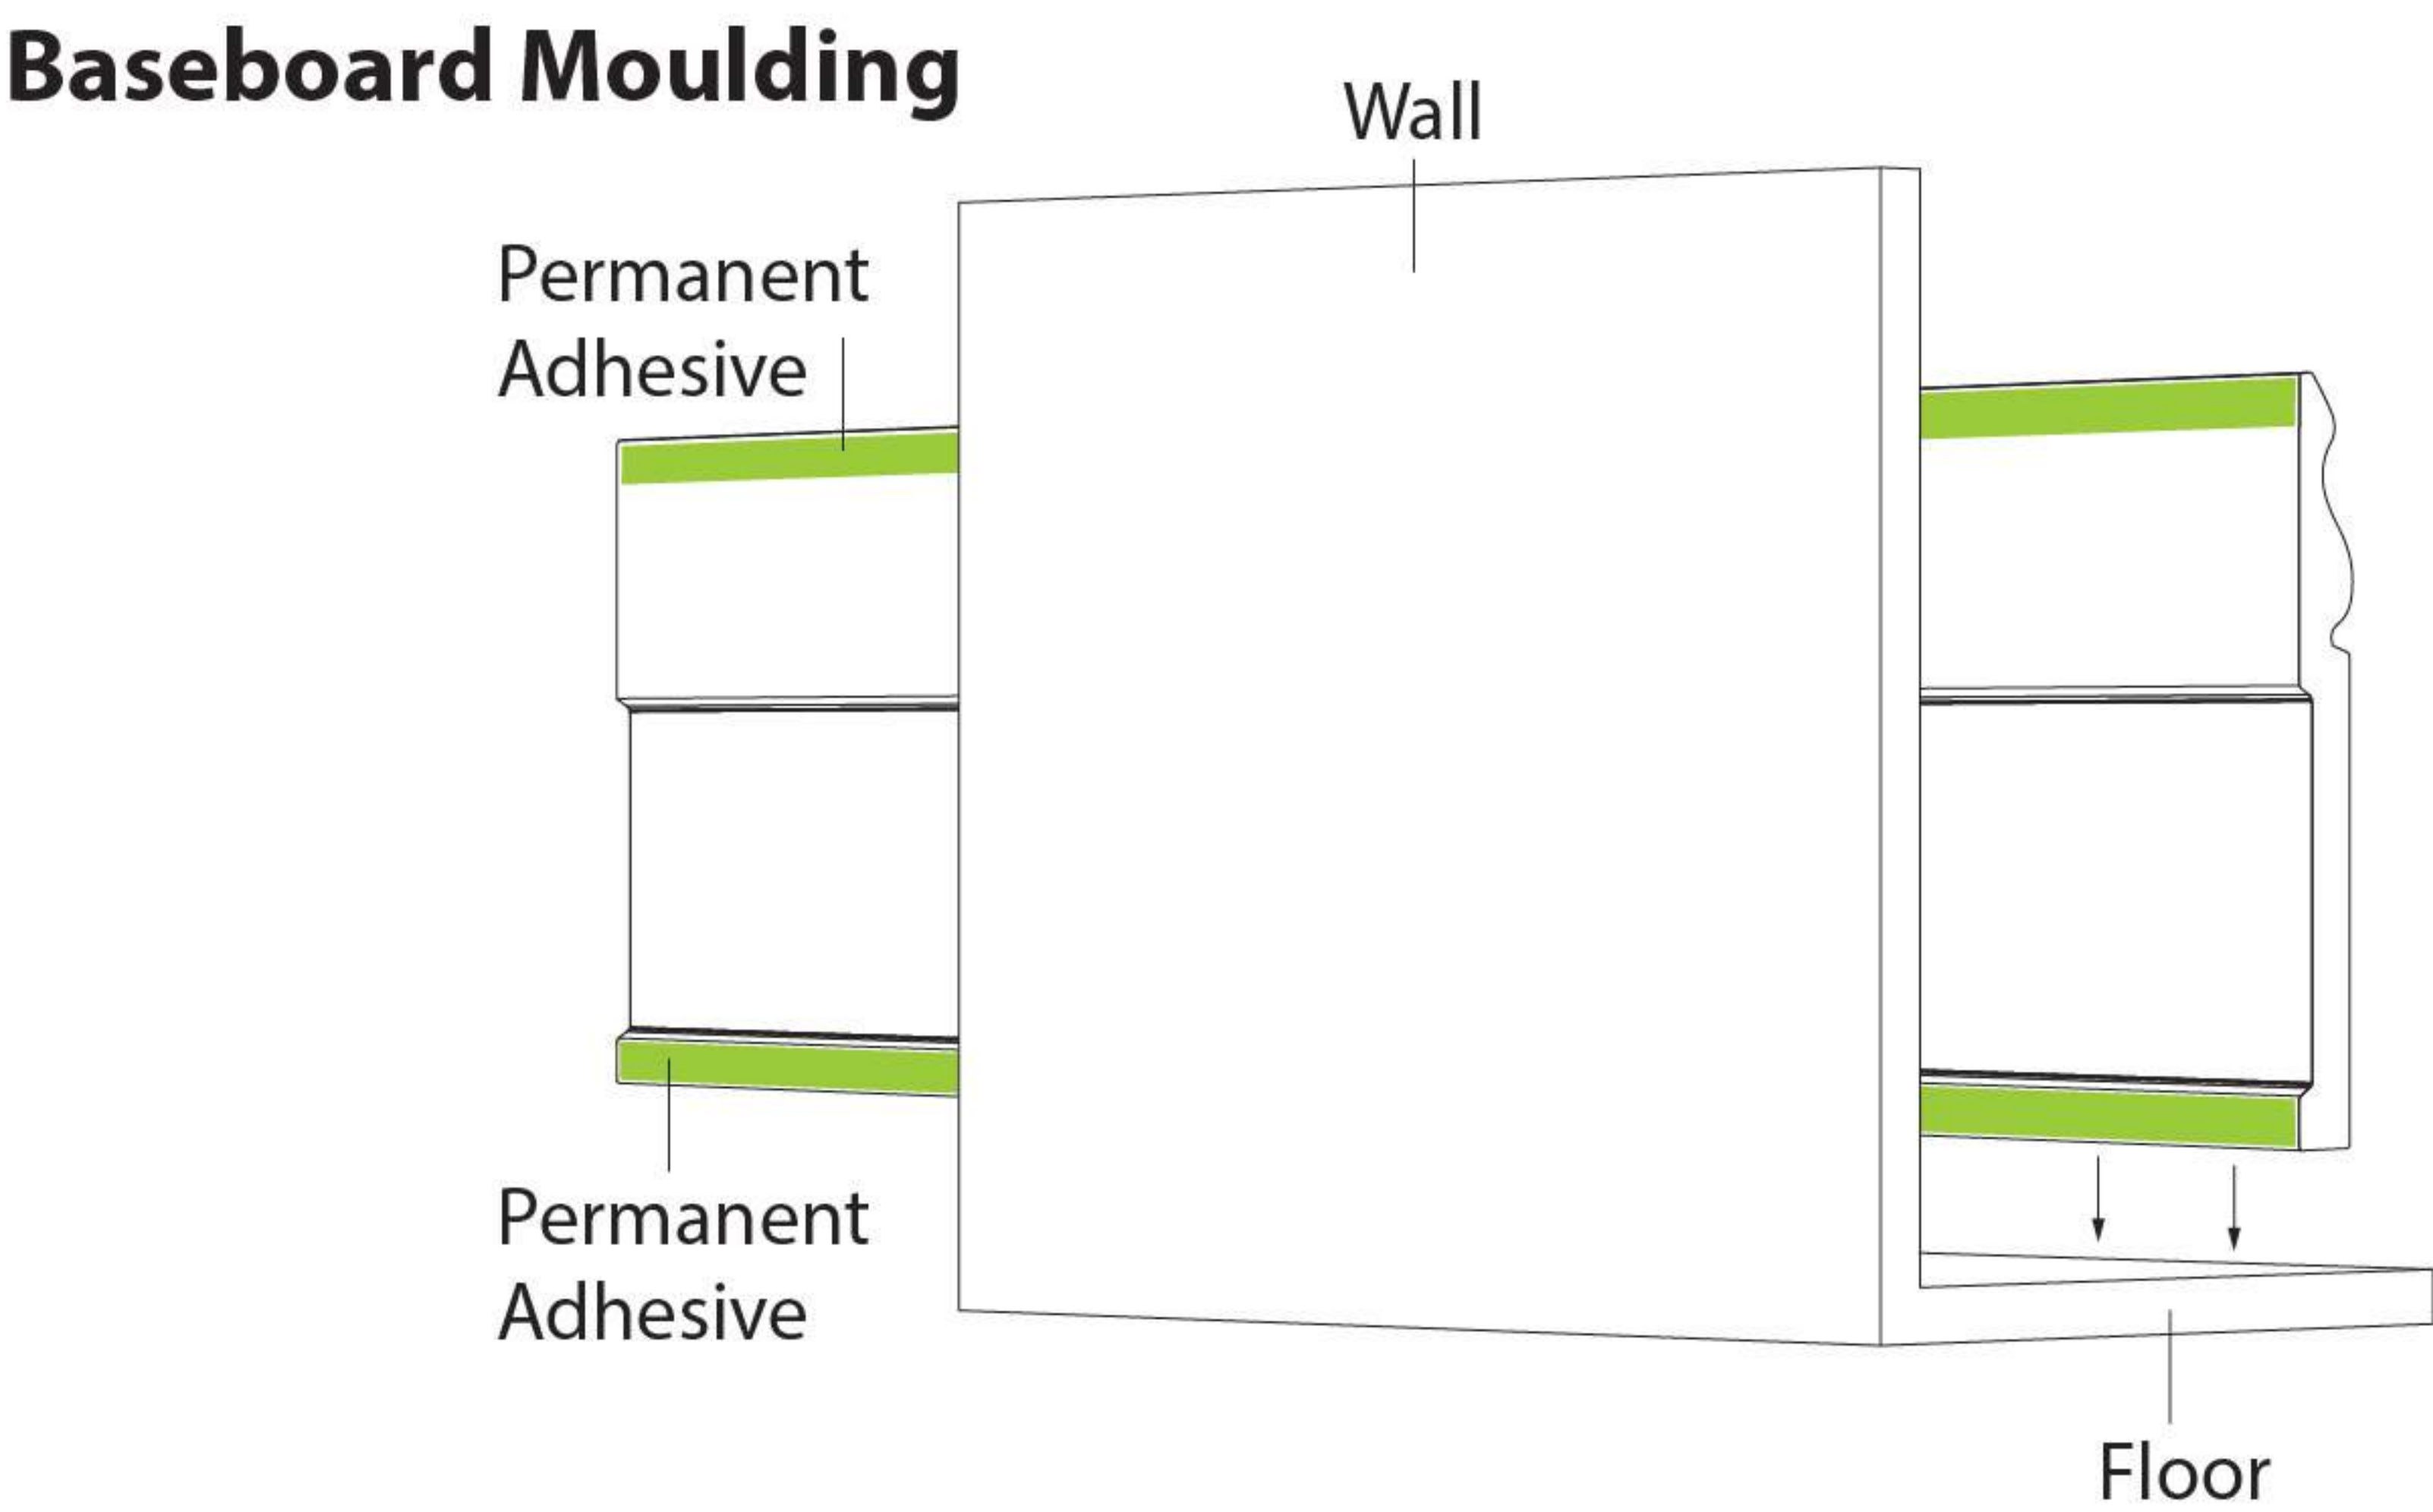 Baseboard Moulding
Wall
Permanent
Adhesive
Permanent
Adhesive
Floor